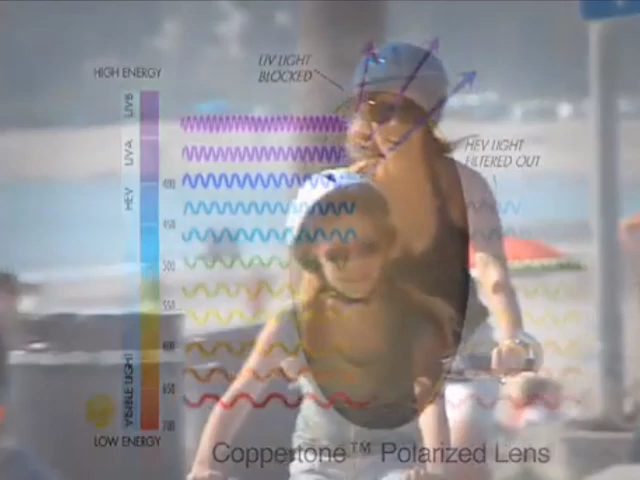 HIGH ENERGY
UV LIGHT
BLOCKED
UVB
UVA
HEV LIGHT
FILTERED OUT
HEV
400
450
500
550
600
650
700
VISIBLE LIGHT
LOW ENERGY
Coppertone™ Polarized Lens